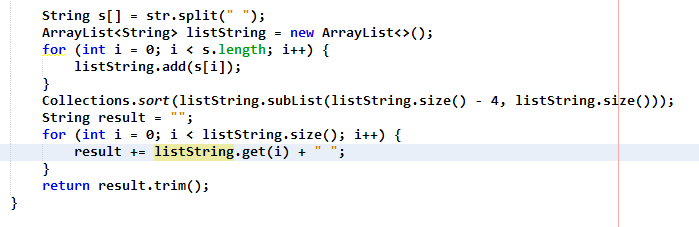 String s[] = str.split(" ");
ArrayList<String> listString = new ArrayList<>();
for (int i = 0; i < s.length; i++) {
listString.add(s[i]);
}
Collections.sort(listString.subList(listString.size() - 4, listString.size()));
String result = "";
for (int i = 0; i < listString.size(); i++) {
result += listString.get(i) + " ";
}
return result.trim();
}